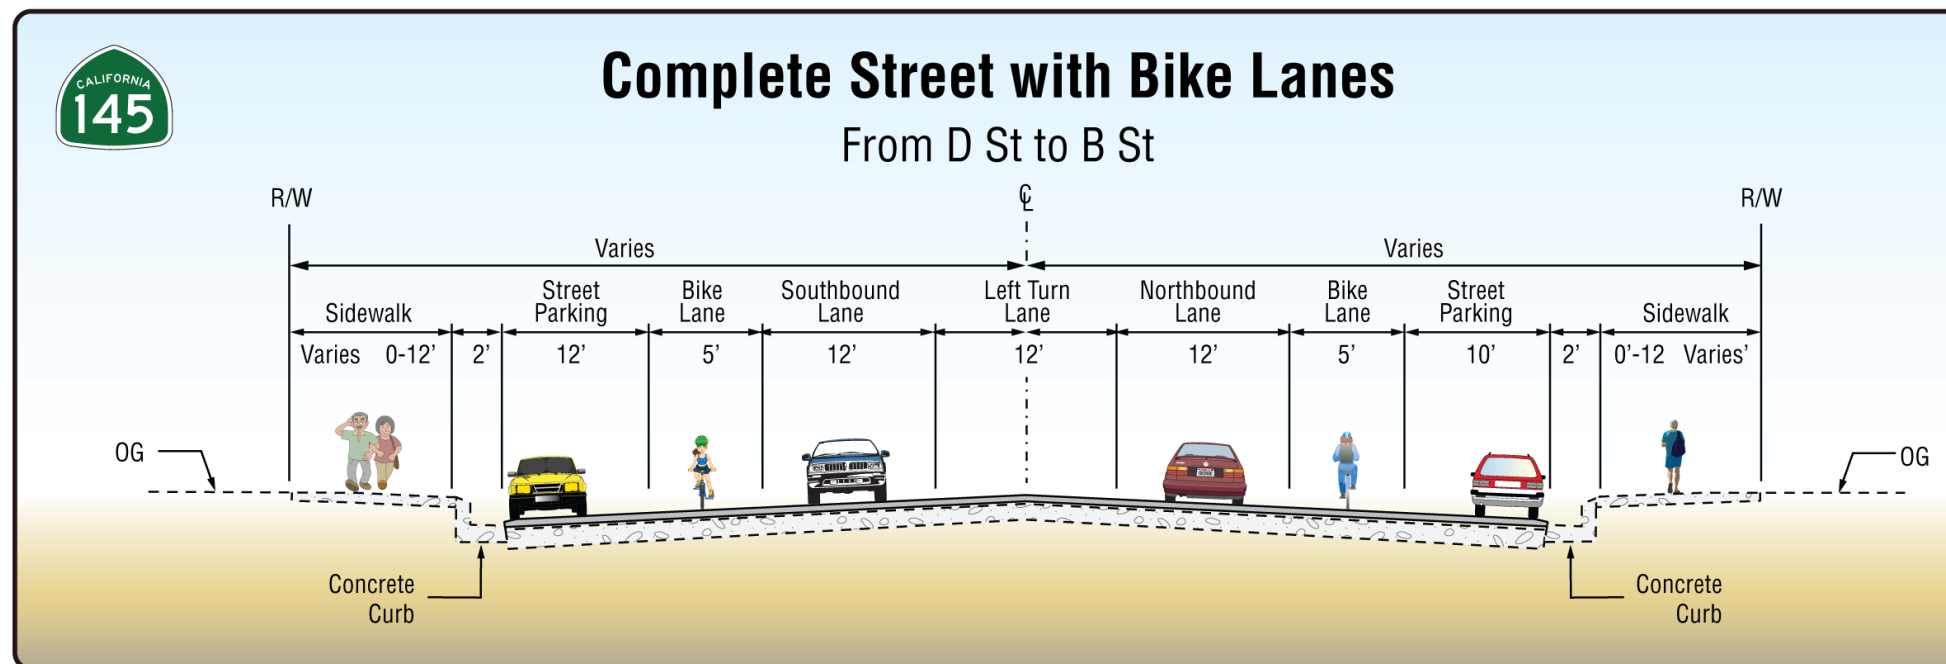 CALIFORNIA
145
Complete Street with Bike Lanes
From D St to B St
R/W
℄
R/W
Varies
Varies
Sidewalk
Street
Parking
Bike
Lane
Southbound
Lane
Left Turn
Lane
Northbound
Lane
Bike
Lane
Street
Parking
Sidewalk
Varies 0-12’ 2’ 12’ 5’ 12’ 12’ 12’ 5’ 10’ 2’ 0’-12 Varies’
OG
OG
Concrete
Curb
Concrete
Curb